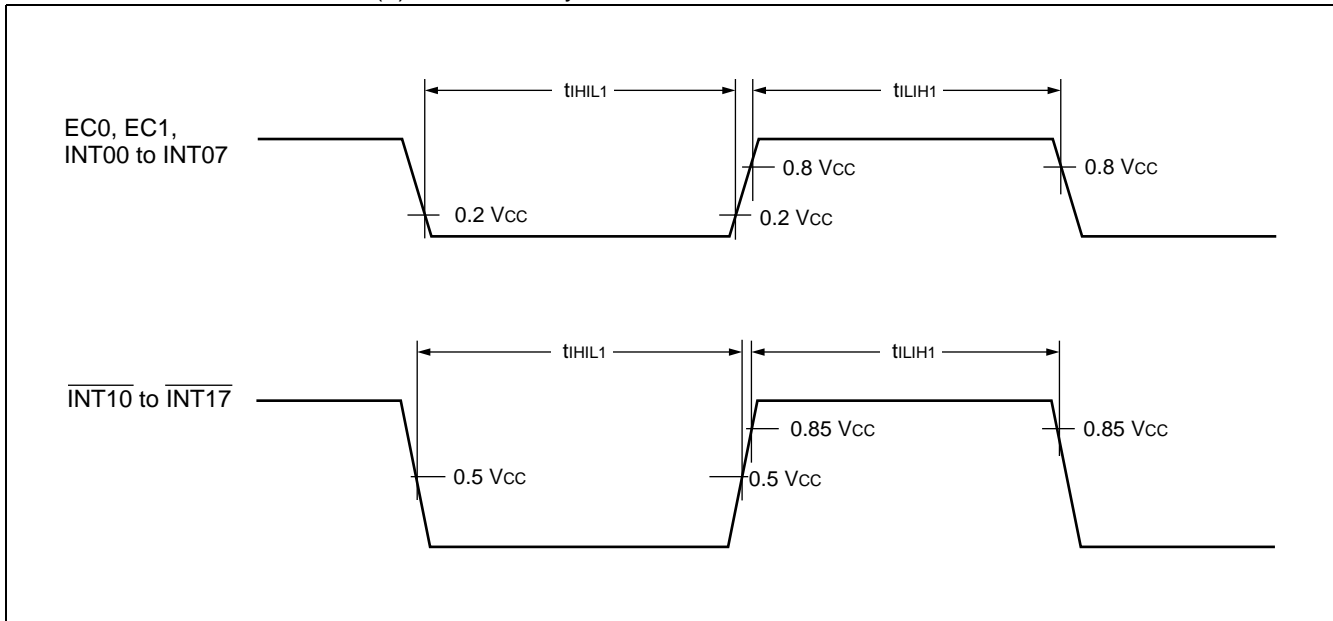 tIHIL1 tILIH1
EC0, EC1,
INT00 to INT07
0.8 VCC 0.8 VCC
0.2 VCC 0.2 VCC
tIHIL1 tILIH1
INT10 to INT17
0.85 VCC 0.85 VCC
0.5 VCC 0.5 VCC